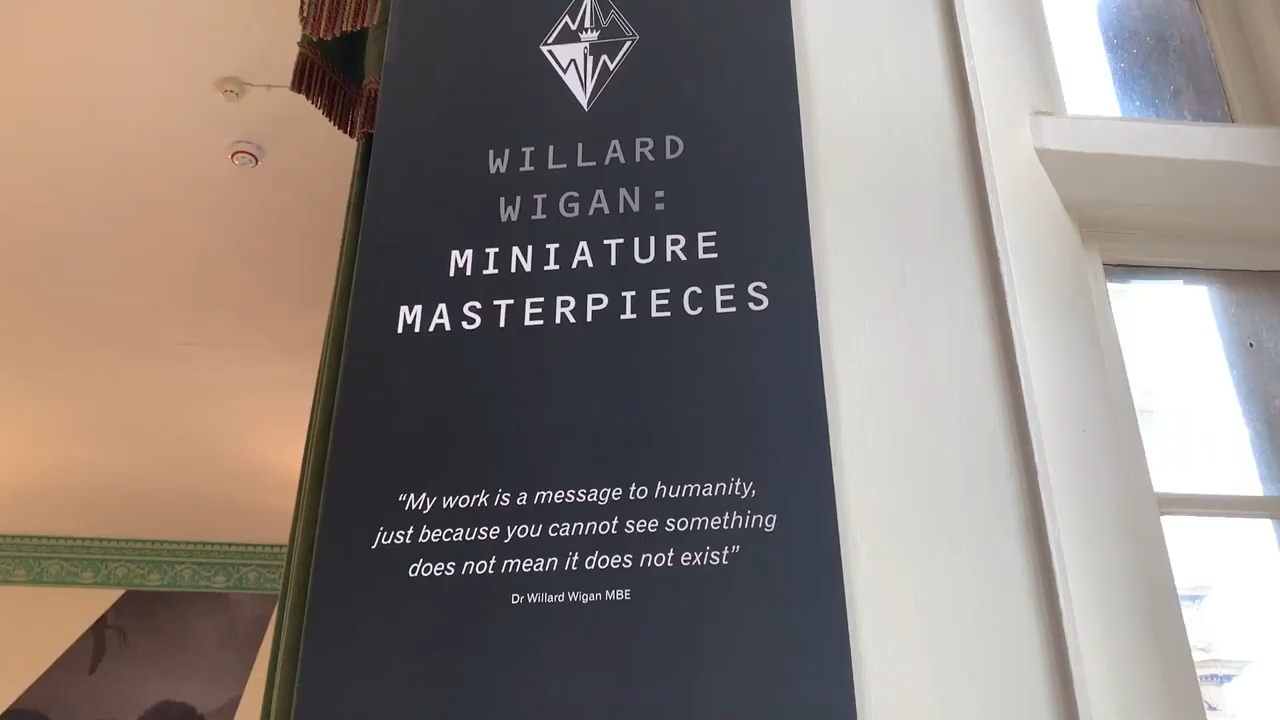 WILLARD
WIGAN:
MINIATURE
MASTERPIECES
“My work is a message to humanity,
just because you cannot see something
does not mean it does not exist”
Dr Willard Wigan MBE